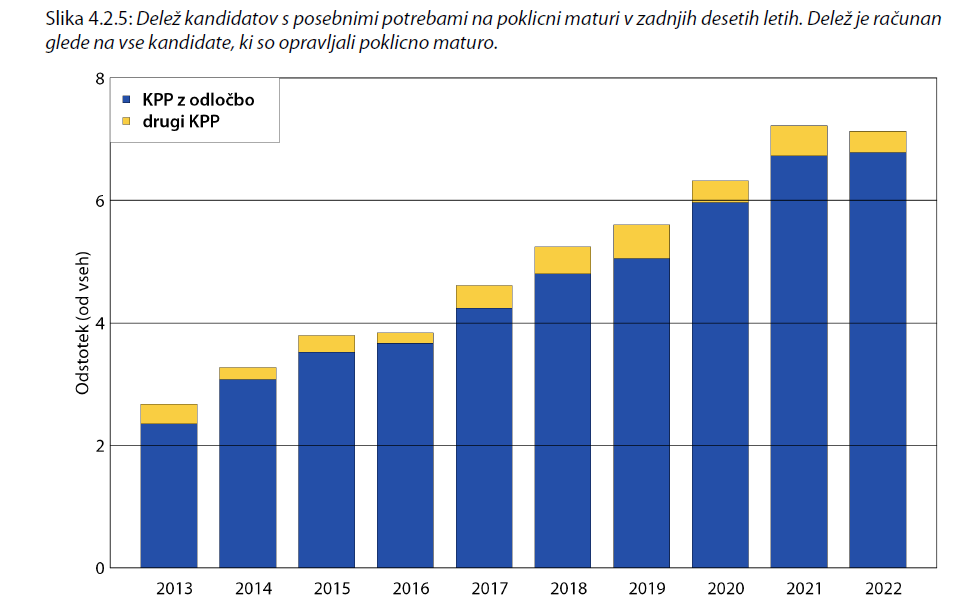 Slika 4.2.5: Delež kandidatov s posebnimi potrebami na poklicni maturi v zadnjih desetih letih. Delež je računan
glede na vse kandidate, ki so opravljali poklicno maturo.
8
KPP z odločbo
drugi KPP
6
Odstotek (od vseh)
4
2
0
2013 2014 2015 2016 2017 2018 2019 2020 2021 2022